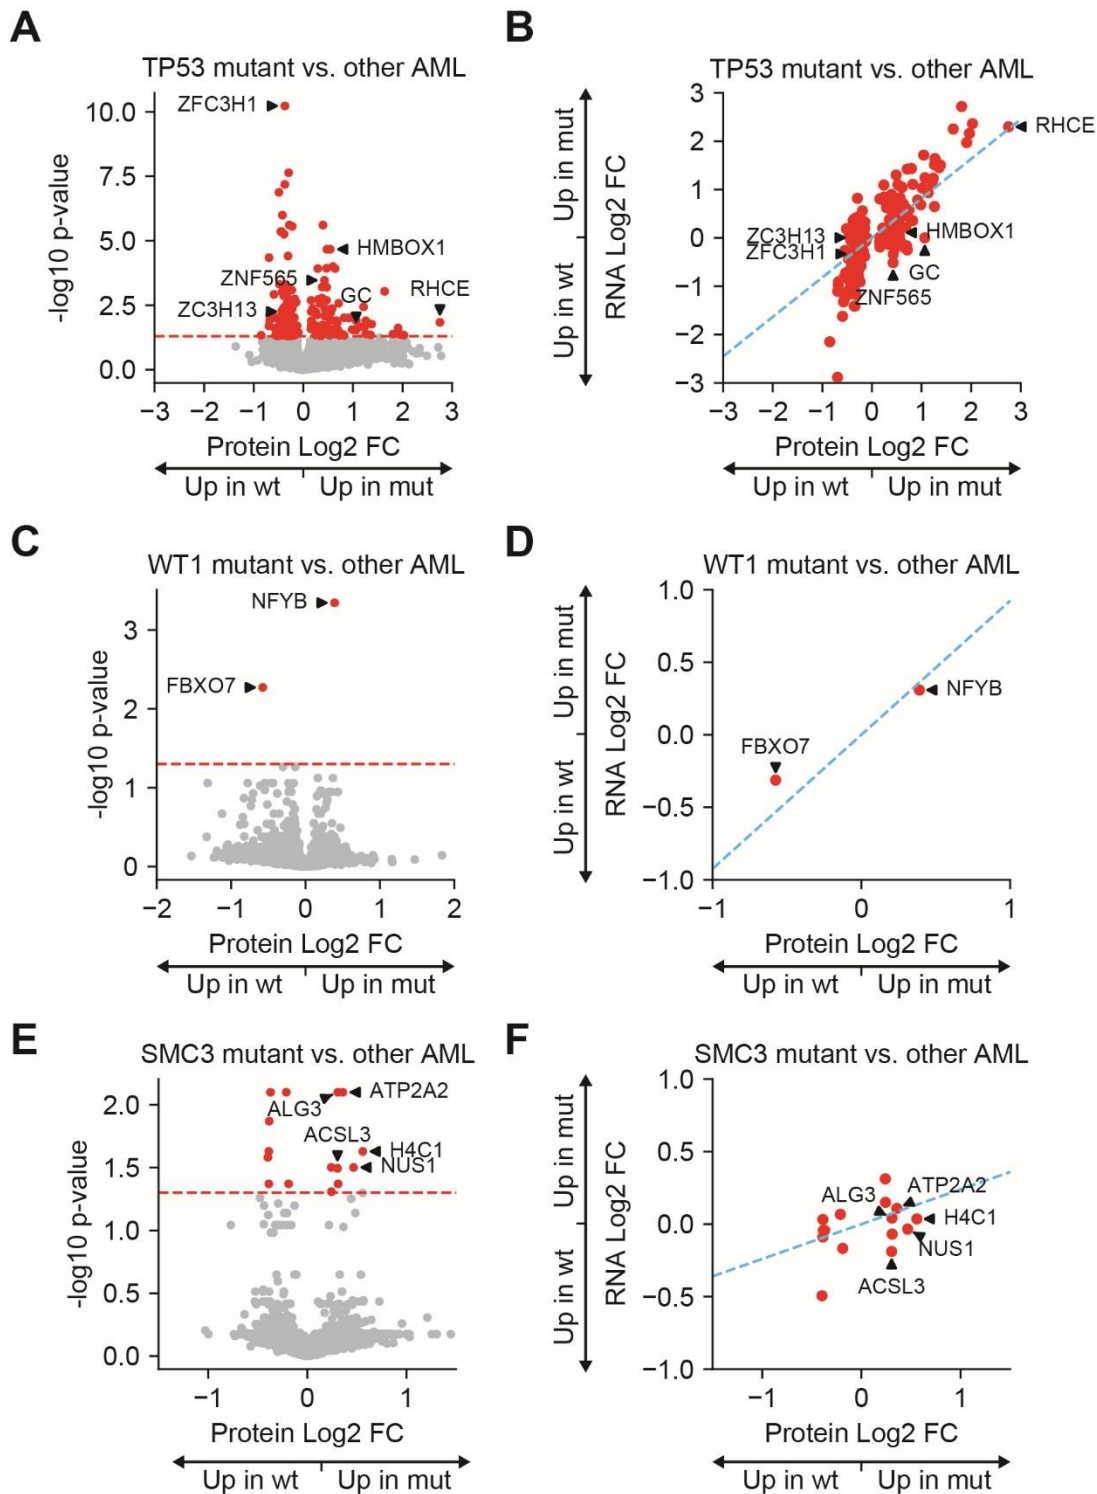 A
TP53 mutant vs. other AML
-log10 p-value
10.0
7.5
5.0
2.5
0.0
ZFC3H1
HMBOX1
ZNF565
GC
RHCE
ZC3H13
−3 −2 −1 0 1 2 3
Protein Log2 FC
Up in wt Up in mut
B
TP53 mutant vs. other AML
Up in wt Up in mut
RNA Log2 FC
3
2
1
0
−1
−2
−3
RHCE
ZC3H13
HMBOX1
ZFC3H1
GC
ZNF565
−3 −2 −1 0 1 2 3
Protein Log2 FC
Up in wt Up in mut
C
WT1 mutant vs. other AML
-log10 p-value
3
2
1
0
NFYB
FBXO7
−2 −1 0 1 2
Protein Log2 FC
Up in wt Up in mut
D
WT1 mutant vs. other AML
Up in wt Up in mut
RNA Log2 FC
1.0
0.5
0.0
−0.5
−1.0
NFYB
FBXO7
−1 0 1
Protein Log2 FC
Up in wt Up in mut
E
SMC3 mutant vs. other AML
-log10 p-value
2.0
1.5
1.0
0.5
0.0
ATP2A2
ALG3
ACSL3
H4C1
NUS1
−1 0 1
Protein Log2 FC
Up in wt Up in mut
F
SMC3 mutant vs. other AML
Up in wt Up in mut
RNA Log2 FC
1.0
0.5
0.0
−0.5
−1.0
ATP2A2
ALG3
H4C1
NUS1
ACSL3
−1 0 1
Protein Log2 FC
Up in wt Up in mut